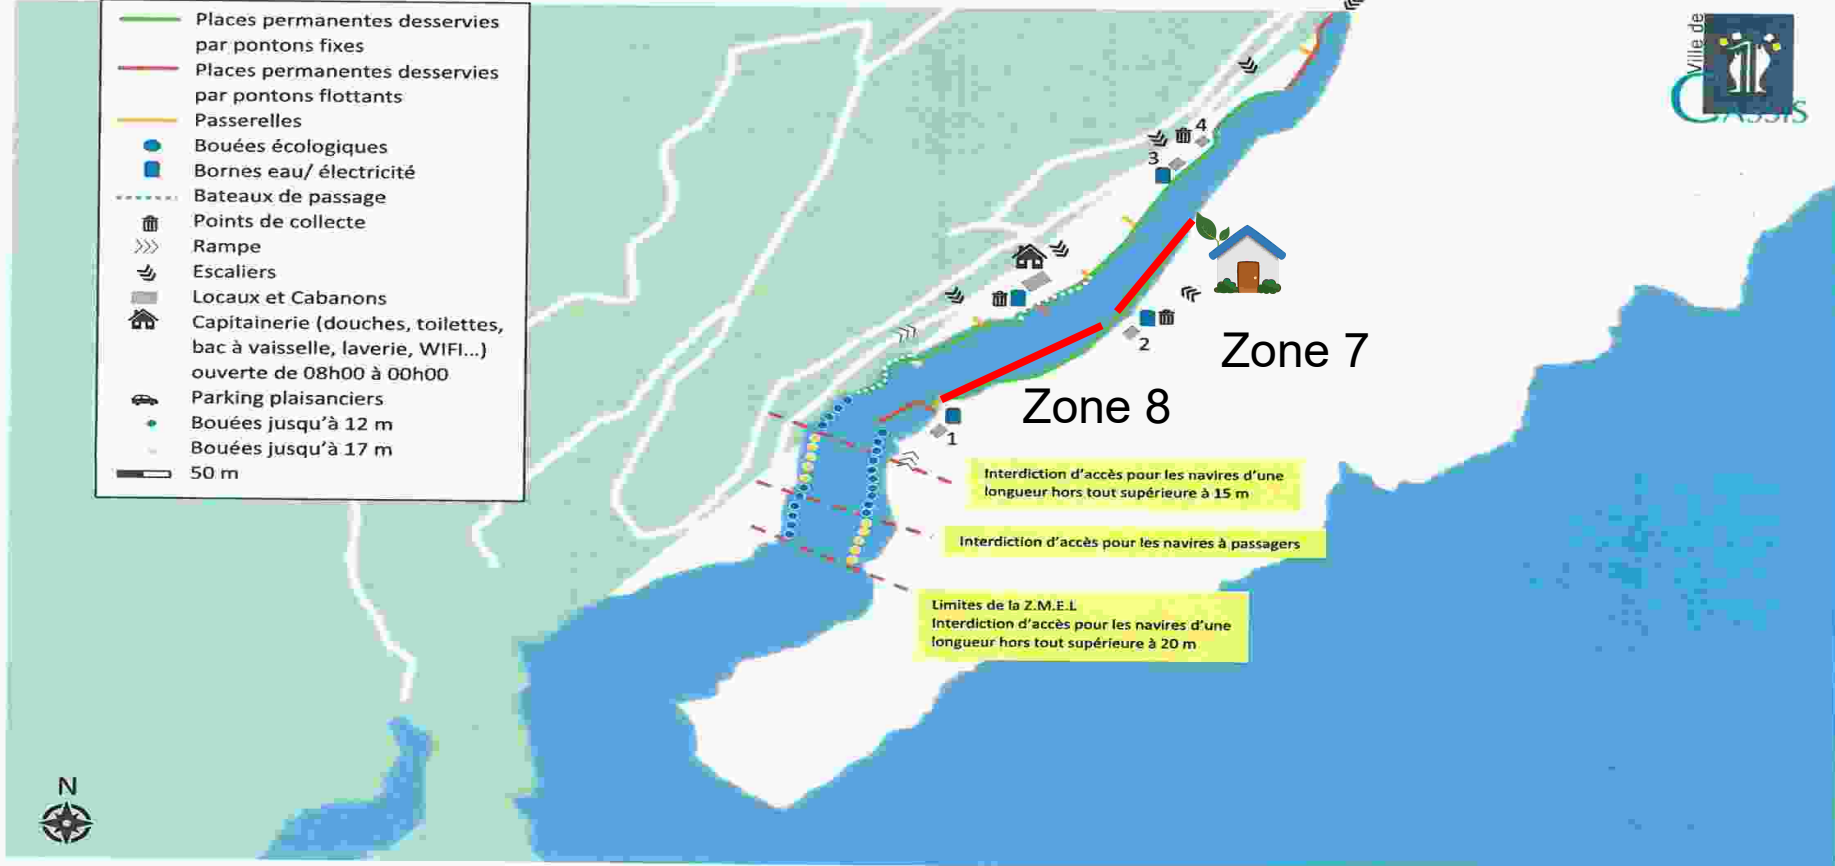 Places permanentes desservies
par pontons fixes
Places permanentes desservies
par pontons flottants
Passerelles
Bouées écologiques
Bornes eau/ électricité
Bateaux de passage
Points de collecte
Rampe
Escaliers
Locaux et Cabanons
Capitainerie (douches, toilettes,
bac à vaisselle, laverie, WIFI...)
ouverte de 08h00 à 00h00
Parking plaisanciers
Bouées jusqu'à 12 m
Bouées jusqu'à 17 m
50 m
Ville de
CASSIS
4
3
2
Zone 7
Zone 8
1
Interdiction d'accès pour les navires d'une
longueur hors tout supérieure à 15 m
Interdiction d'accès pour les navires à passagers
Limites de la Z.M.E.L
Interdiction d'accès pour les navires d'une
longueur hors tout supérieure à 20 m
N